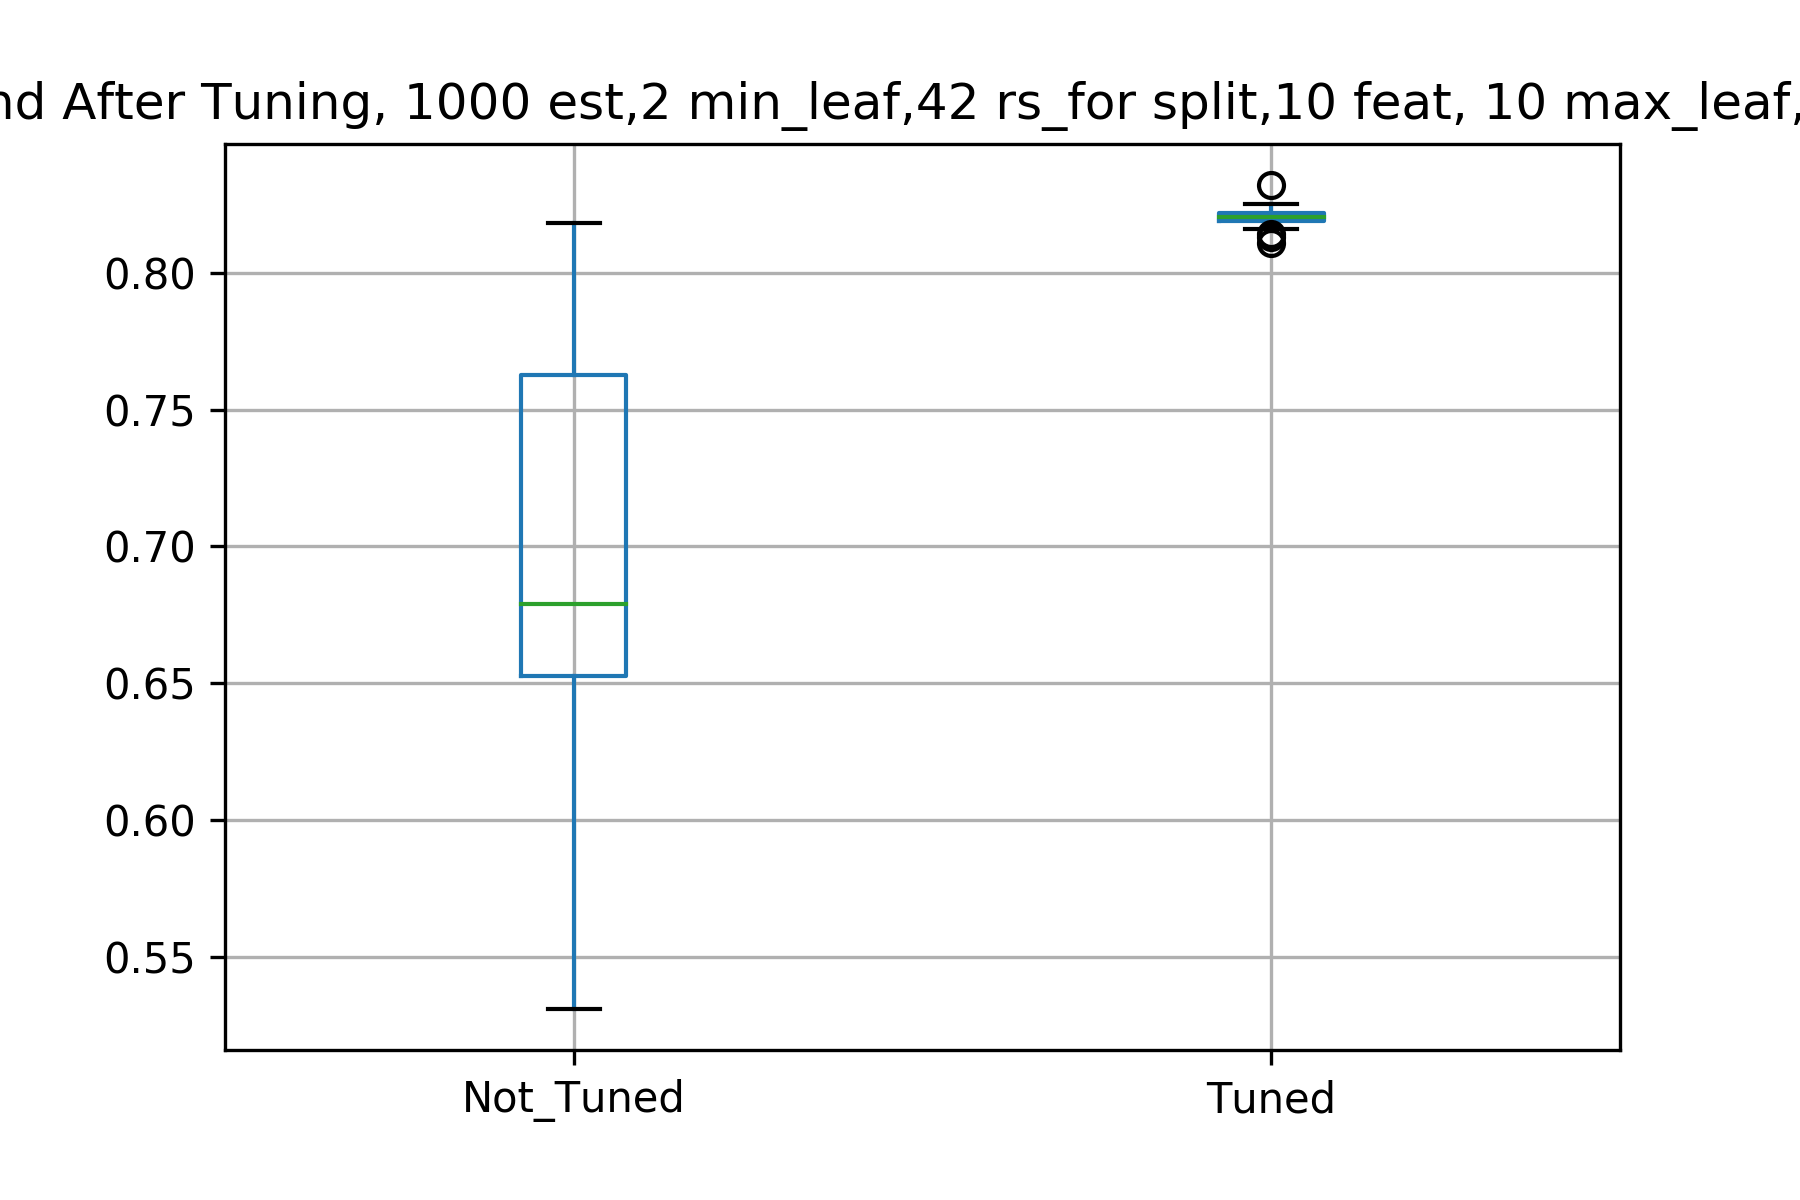 nd After Tuning, 1000 est,2 min_leaf,42 rs_for split,10 feat, 10 max_leaf,
0.80
0.75
0.70
0.65
0.60
0.55
Not_Tuned
Tuned